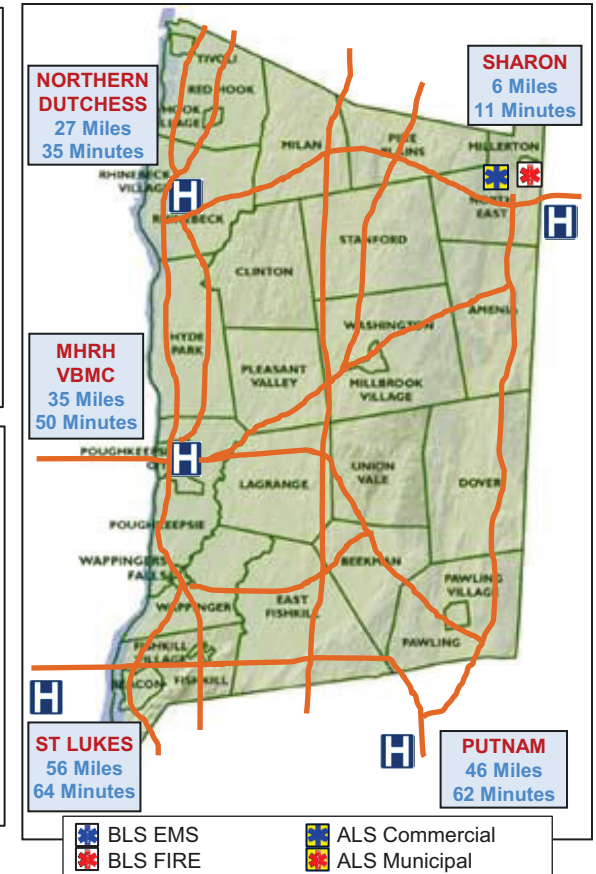 NORTHERN
DUTCHESS
27 Miles
35 Minutes
SHARON
6 Miles
11 Minutes
TIVOLI
RED HOOK
MILAN
PINE
PLAINS
MILLERTON
RHINEBECK
VILLAGE
H
NORTH
EAST
H
RHINEBECK
STANFORD
CLINTON
AMENIA
HYDE
PARK
WASHINGTON
MHRH
VBMC
35 Miles
50 Minutes
PLEASANT
VALLEY
MILLBROOK
VILLAGE
POUGHKEEPSIE
H
UNION
VALE
LAGRANGE
DOVER
POUGHKEEPSIE
WAPPINGERS
FALLS
BEEKMAN
PAWLING
VILLAGE
WAPPINGER
EAST
FISHKILL
PAWLING
FISHKILL
VILLAGE
BEACON
FISHKILL
H
H
ST LUKES
56 Miles
64 Minutes
PUTNAM
46 Miles
62 Minutes
BLS EMS
ALS Commercial
BLS FIRE
ALS Municipal